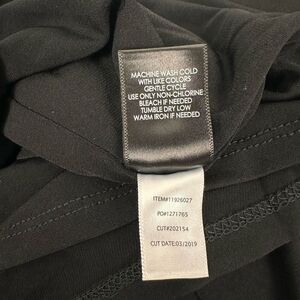 MACHINE WASH COLD
WITH LIKE COLORS
GENTLE CYCLE
USE ONLY NON-CHLORINE
BLEACH IF NEEDED
TUMBLE DRY LOW
WARM IRON IF NEEDED
ITEM#11926027
PO#1271765
CUT#202154
CUT DATE:03/2019